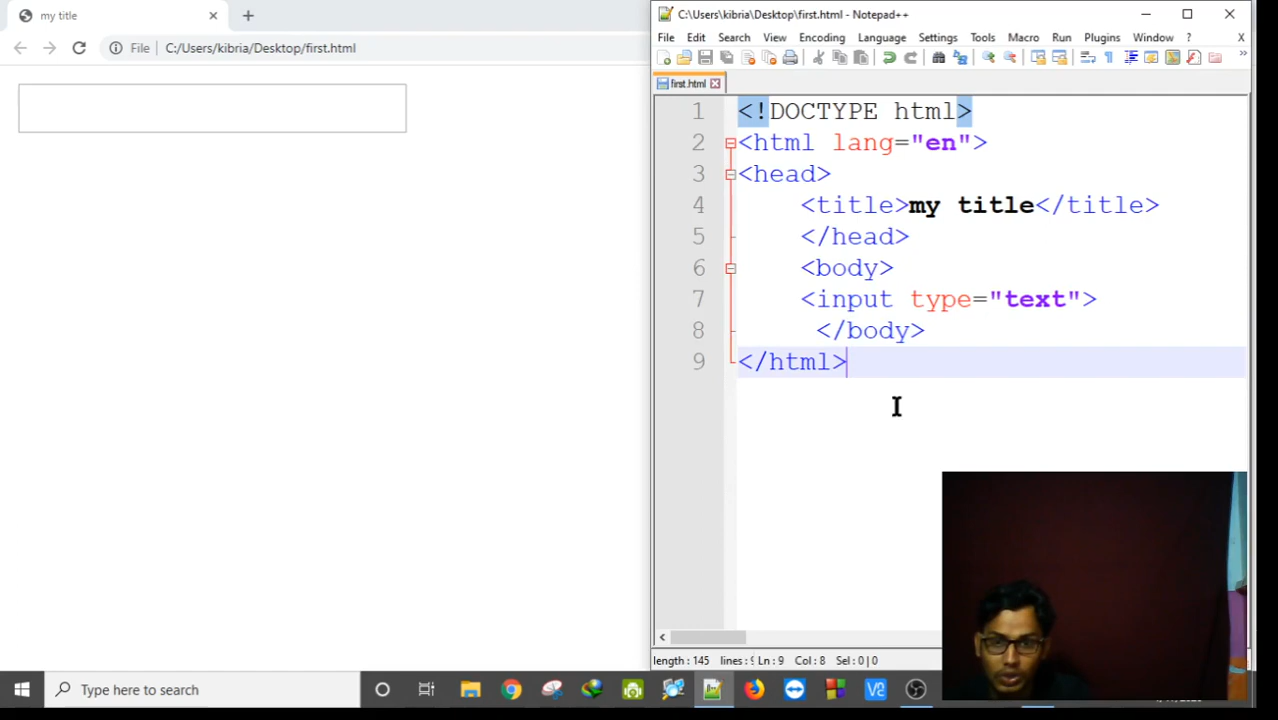 my title
File C:/Users/kibria/Desktop/first.html
C:\Users\kibria\Desktop\first.html - Notepad++
File Edit Search View Encoding Language Settings Tools Macro Run Plugins Window ? X
first.html
1 <!DOCTYPE html>
2 <html lang="en">
3 <head>
4 <title>my title</title>
5 </head>
6 <body>
7 <input type="text">
8 </body>
9 </html>
length : 145 lines : 9 Ln : 9 Col : 8 Sel : 0 | 0
Type here to search